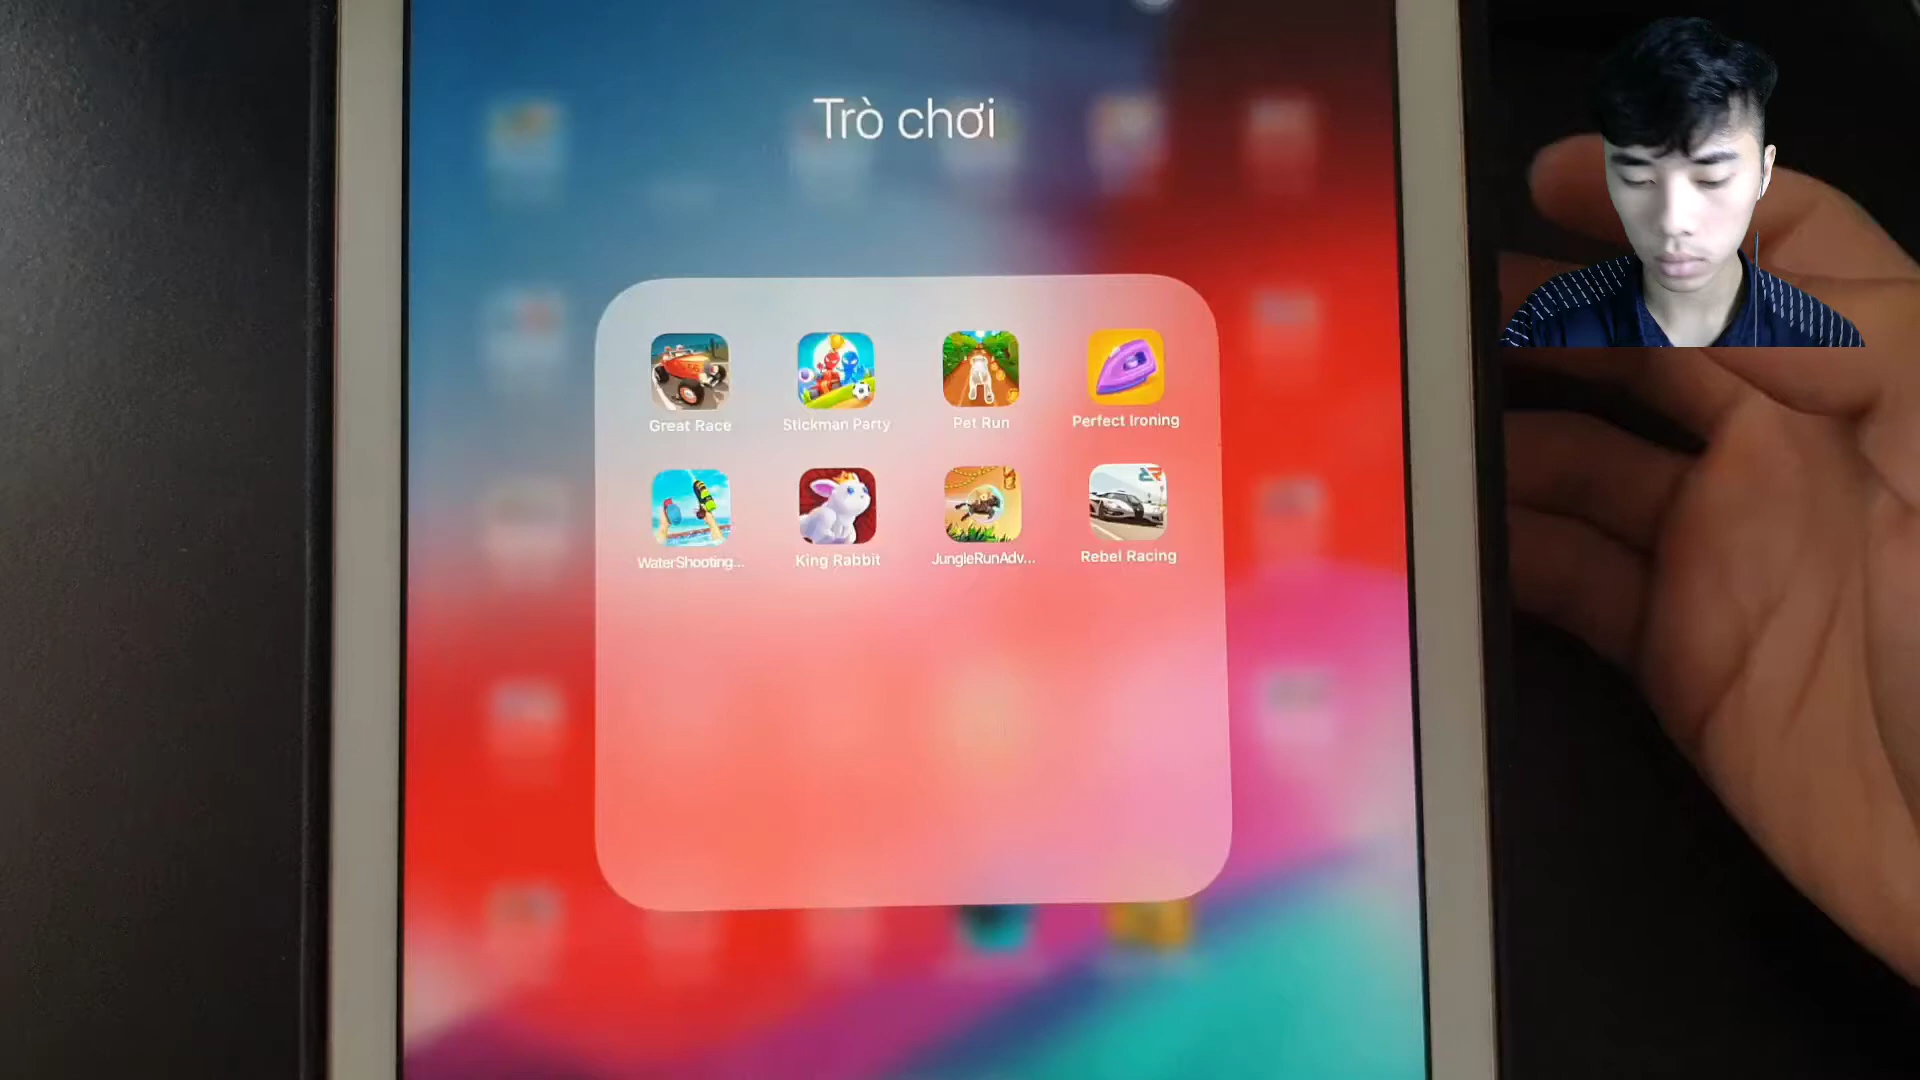 Trò chơi
Great Race
Stickman Party
Pet Run
Perfect Ironing
WaterShooting...
King Rabbit
JungleRunAdv...
Rebel Racing